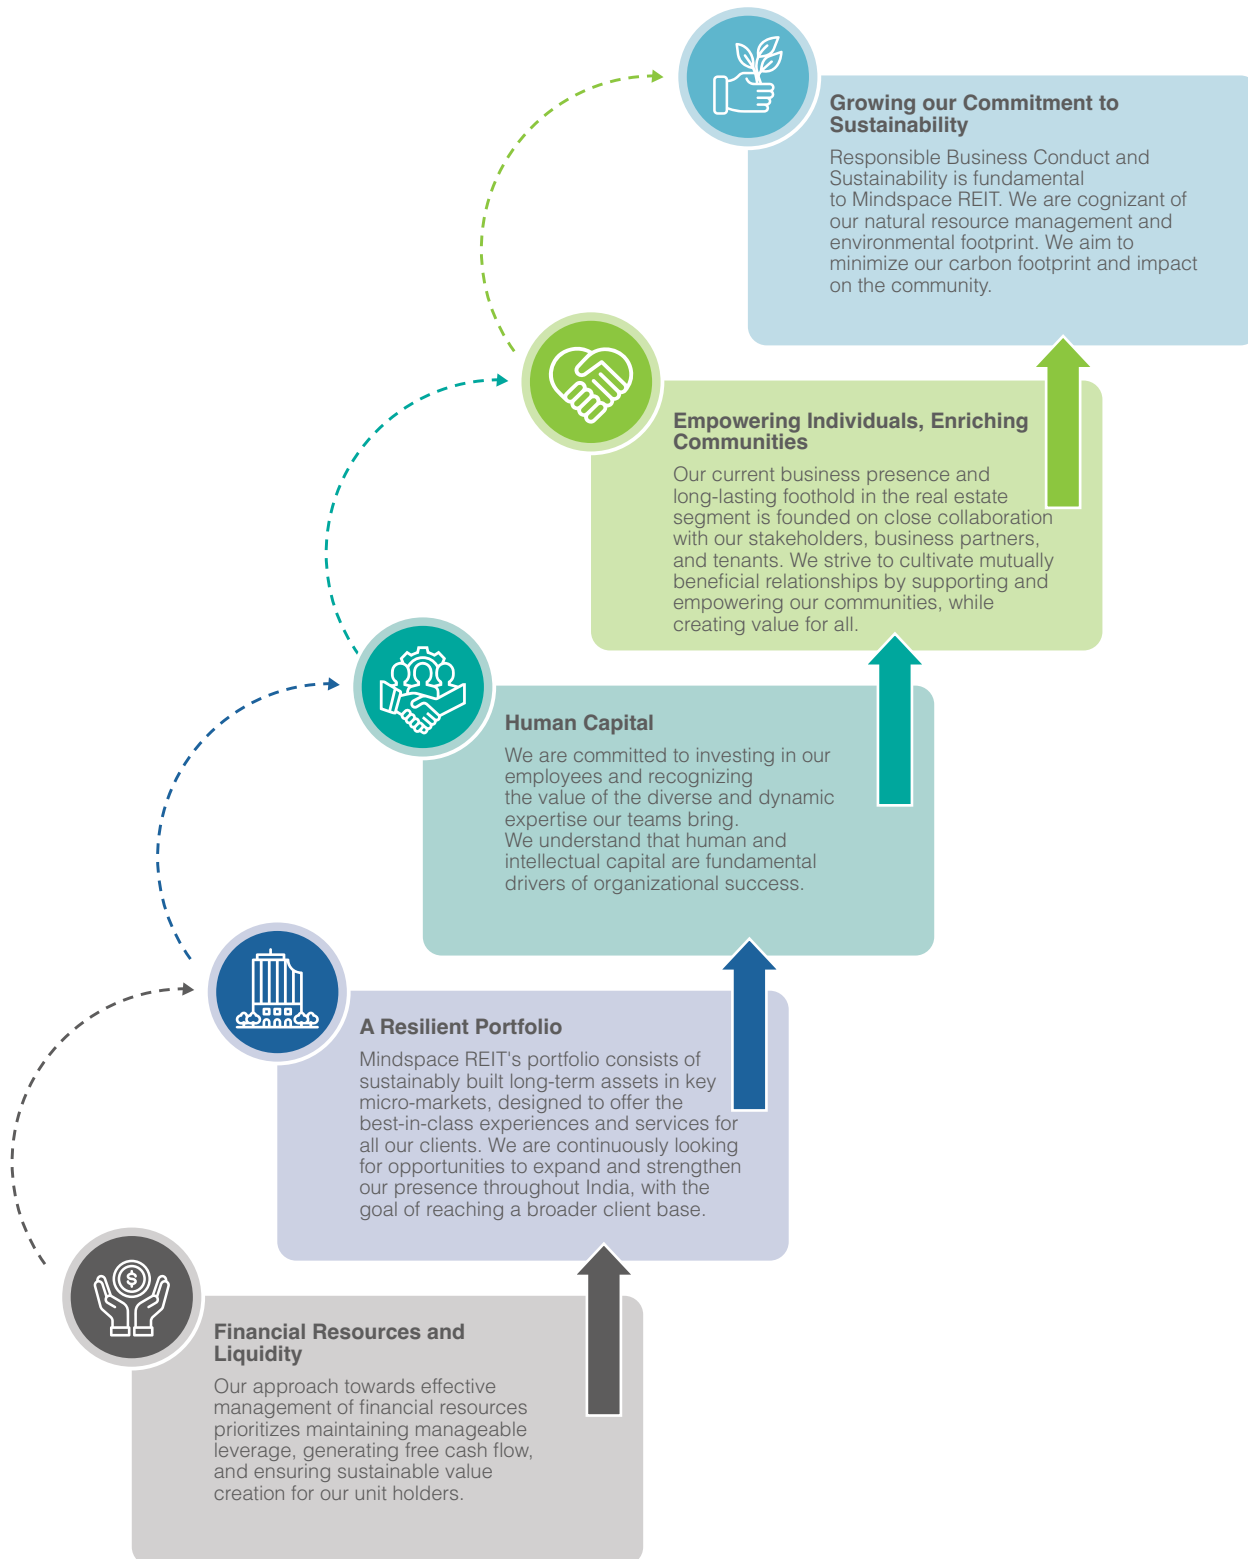 Growing our Commitment to
Sustainability
Responsible Business Conduct and
Sustainability is fundamental
to Mindspace REIT. We are cognizant of
our natural resource management and
environmental footprint. We aim to
minimize our carbon footprint and impact
on the community.
Empowering Individuals, Enriching
Communities
Our current business presence and
long-lasting foothold in the real estate
segment is founded on close collaboration
with our stakeholders, business partners,
and tenants. We strive to cultivate mutually
beneficial relationships by supporting and
empowering our communities, while
creating value for all.
Human Capital
We are committed to investing in our
employees and recognizing
the value of the diverse and dynamic
expertise our teams bring.
We understand that human and
intellectual capital are fundamental
drivers of organizational success.
A Resilient Portfolio
Mindspace REIT's portfolio consists of
sustainably built long-term assets in key
micro-markets, designed to offer the
best-in-class experiences and services for
all our clients. We are continuously looking
for opportunities to expand and strengthen
our presence throughout India, with the
goal of reaching a broader client base.
$
Financial Resources and
Liquidity
Our approach towards effective
management of financial resources
prioritizes maintaining manageable
leverage, generating free cash flow,
and ensuring sustainable value
creation for our unit holders.